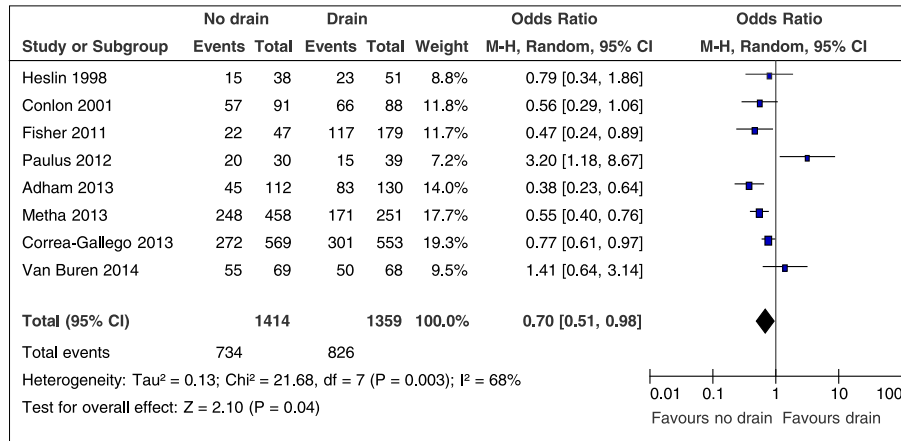 No drain Drain Odds Ratio Odds Ratio
Study or Subgroup Events Total Events Total Weight M-H, Random, 95% CI M-H, Random, 95% CI
Heslin 1998 15 38 23 51 8.8% 0.79 [0.34, 1.86]
Conlon 2001 57 91 66 88 11.8% 0.56 [0.29, 1.06]
Fisher 2011 22 47 117 179 11.7% 0.47 [0.24, 0.89]
Paulus 2012 20 30 15 39 7.2% 3.20 [1.18, 8.67]
Adham 2013 45 112 83 130 14.0% 0.38 [0.23, 0.64]
Metha 2013 248 458 171 251 17.7% 0.55 [0.40, 0.76]
Correa-Gallego 2013 272 569 301 553 19.3% 0.77 [0.61, 0.97]
Van Buren 2014 55 69 50 68 9.5% 1.41 [0.64, 3.14]
Total (95% CI) 1414 1359 100.0% 0.70 [0.51, 0.98]
Total events 734 826
Heterogeneity: Tau² = 0.13; Chi² = 21.68, df = 7 (P = 0.003); I² = 68%
Test for overall effect: Z = 2.10 (P = 0.04)
0.01 0.1 1 10 100
Favours no drain Favours drain